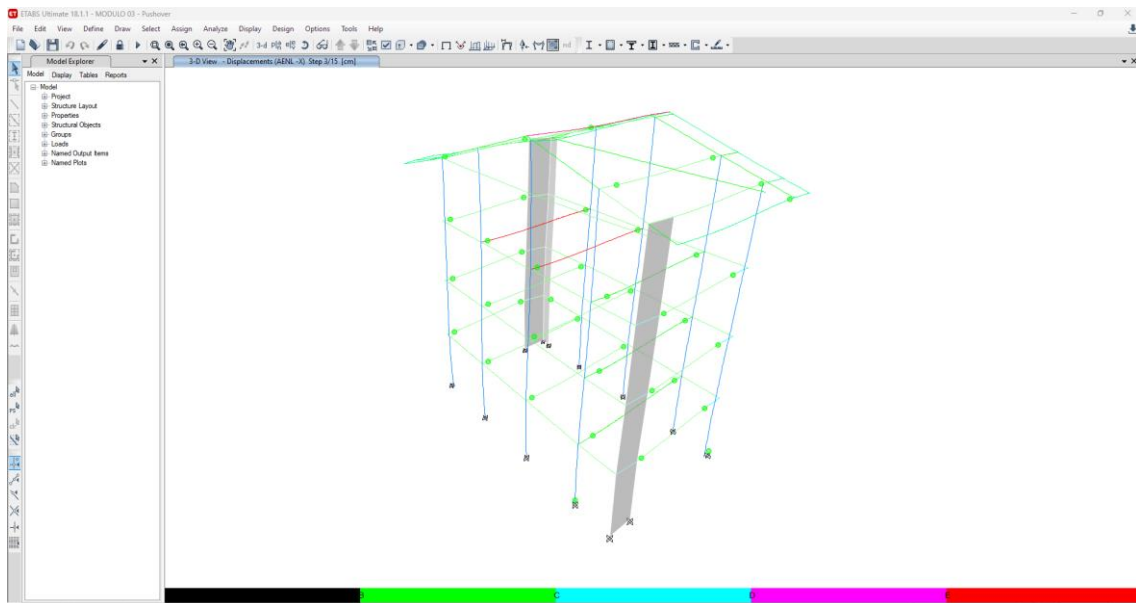 ETABS Ultimate 18.1.1 - MODULO 03 - Pushover
File Edit View Define Draw Select Assign Analyze Display Design Options Tools Help
3-d
Model Explorer
3-D View - Displacements (AENL -X) Step 3/15 [cm]
Model Display Tables Reports
Model
Project
Structure Layout
Properties
Structural Objects
Groups
Loads
Named Output Items
Named Plots
B C D E